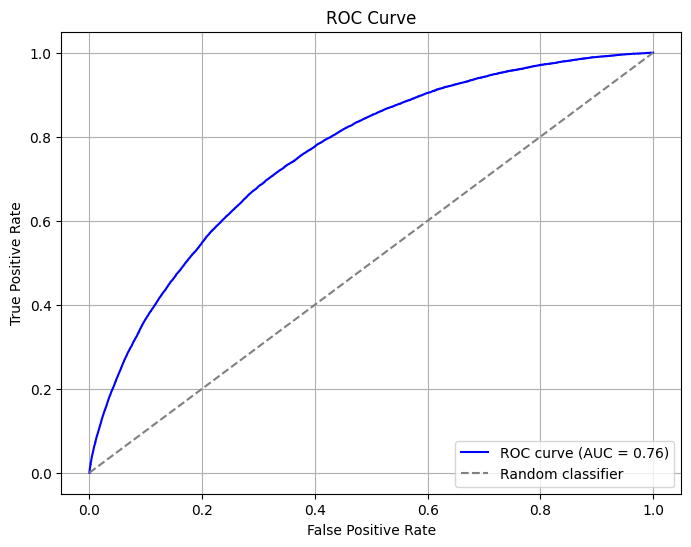 ROC Curve
1.0
0.8
0.6
0.4
0.2
0.0
True Positive Rate
ROC curve (AUC = 0.76)
Random classifier
0.0 0.2 0.4 0.6 0.8 1.0
False Positive Rate